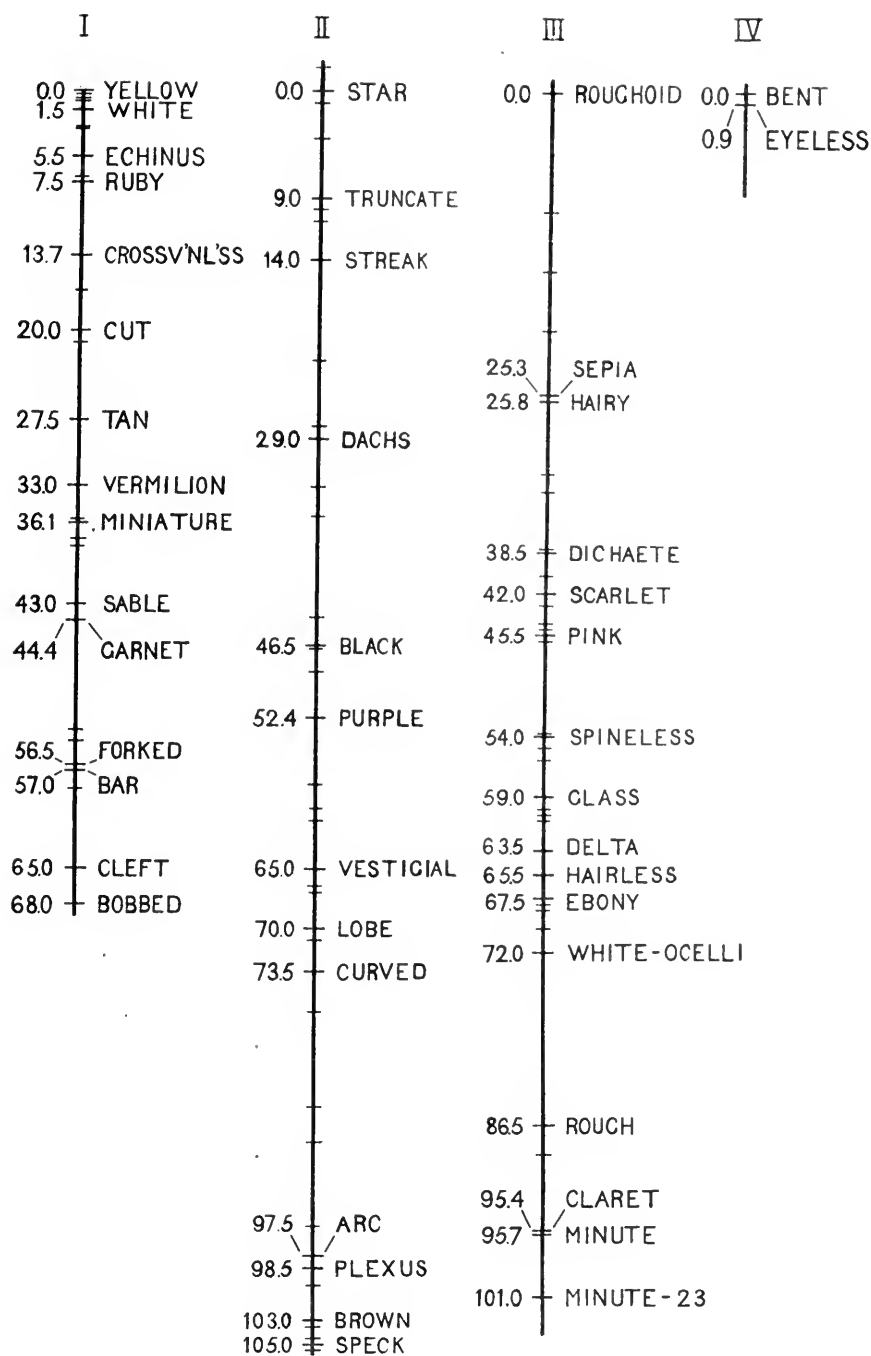 I
0.0 YELLOW
1.5 WHITE
5.5 ECHINUS
7.5 RUBY
13.7 CROSSV'NL'SS
20.0 CUT
27.5 TAN
33.0 VERMILION
36.1 MINIATURE
43.0 SABLE
44.4 GARNET
56.5 FORKED
57.0 BAR
65.0 CLEFT
68.0 BOBBED
II
0.0 STAR
9.0 TRUNCATE
14.0 STREAK
29.0 DACHS
46.5 BLACK
52.4 PURPLE
65.0 VESTIGIAL
70.0 LOBE
73.5 CURVED
97.5 ARC
98.5 PLEXUS
103.0 BROWN
105.0 SPECK
III
0.0 ROUGHOID
25.3 SEPIA
25.8 HAIRY
38.5 DICHAETE
42.0 SCARLET
45.5 PINK
54.0 SPINELESS
59.0 GLASS
63.5 DELTA
65.5 HAIRLESS
67.5 EBONY
72.0 WHITE-OCELLI
86.5 ROUGH
95.4 CLARET
95.7 MINUTE
101.0 MINUTE-23
IV
0.0 BENT
0.9 EYELESS